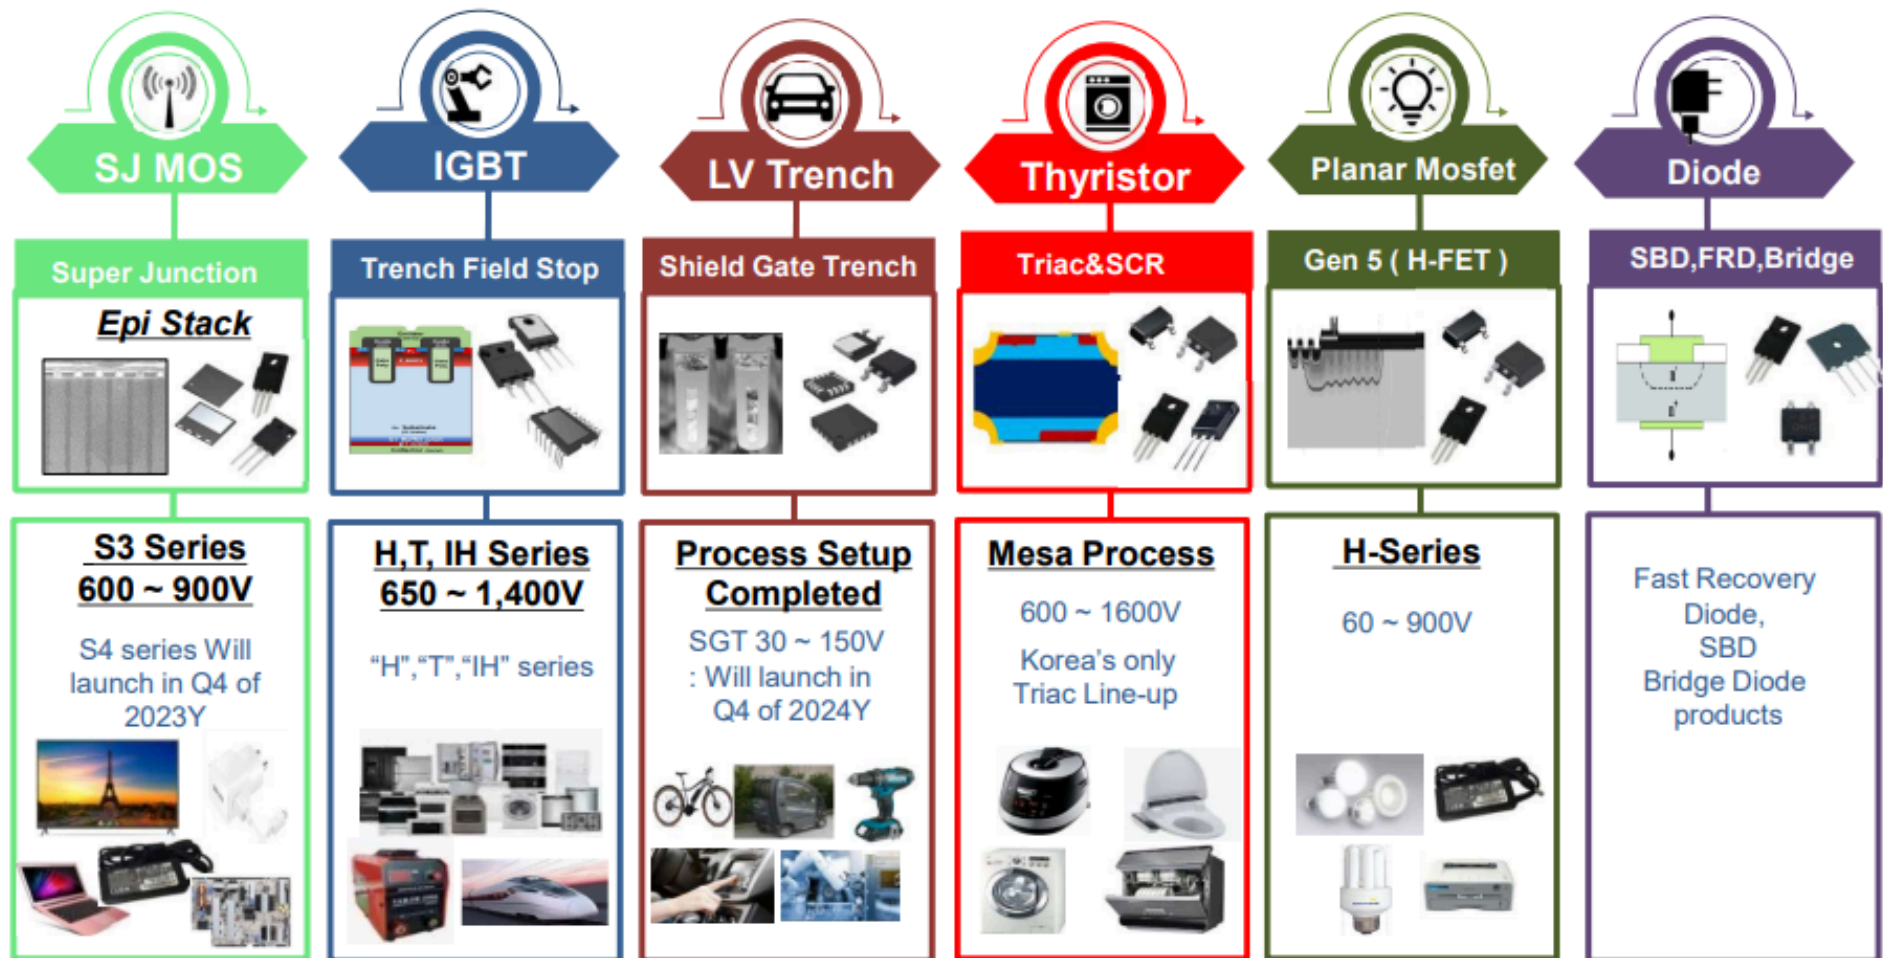 SJ MOS
Super Junction
Epi Stack
S3 Series
600 ~ 900V
S4 series Will
launch in Q4 of
2023Y
IGBT
Trench Field Stop
H,T, IH Series
650 ~ 1,400V
“H”,“T”,“IH” series
LV Trench
Shield Gate Trench
Process Setup
Completed
SGT 30 ~ 150V
: Will launch in
Q4 of 2024Y
Thyristor
Triac&SCR
Mesa Process
600 ~ 1600V
Korea's only
Triac Line-up
Planar Mosfet
Gen 5 ( H-FET )
H-Series
60 ~ 900V
Diode
SBD,FRD,Bridge
Fast Recovery
Diode,
SBD
Bridge Diode
products